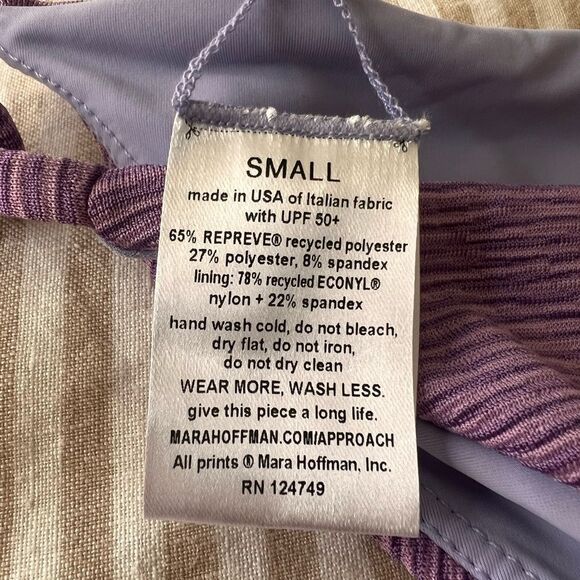 SMALL
made in USA of Italian fabric
with UPF 50+
65% REPREVE® recycled polyester
27% polyester, 8% spandex
lining: 78% recycled ECONYL®
nylon + 22% spandex
hand wash cold, do not bleach,
dry flat, do not iron,
do not dry clean
WEAR MORE, WASH LESS.
give this piece a long life.
MARAHOFFMAN.COM/APPROACH
All prints ® Mara Hoffman, Inc.
RN 124749